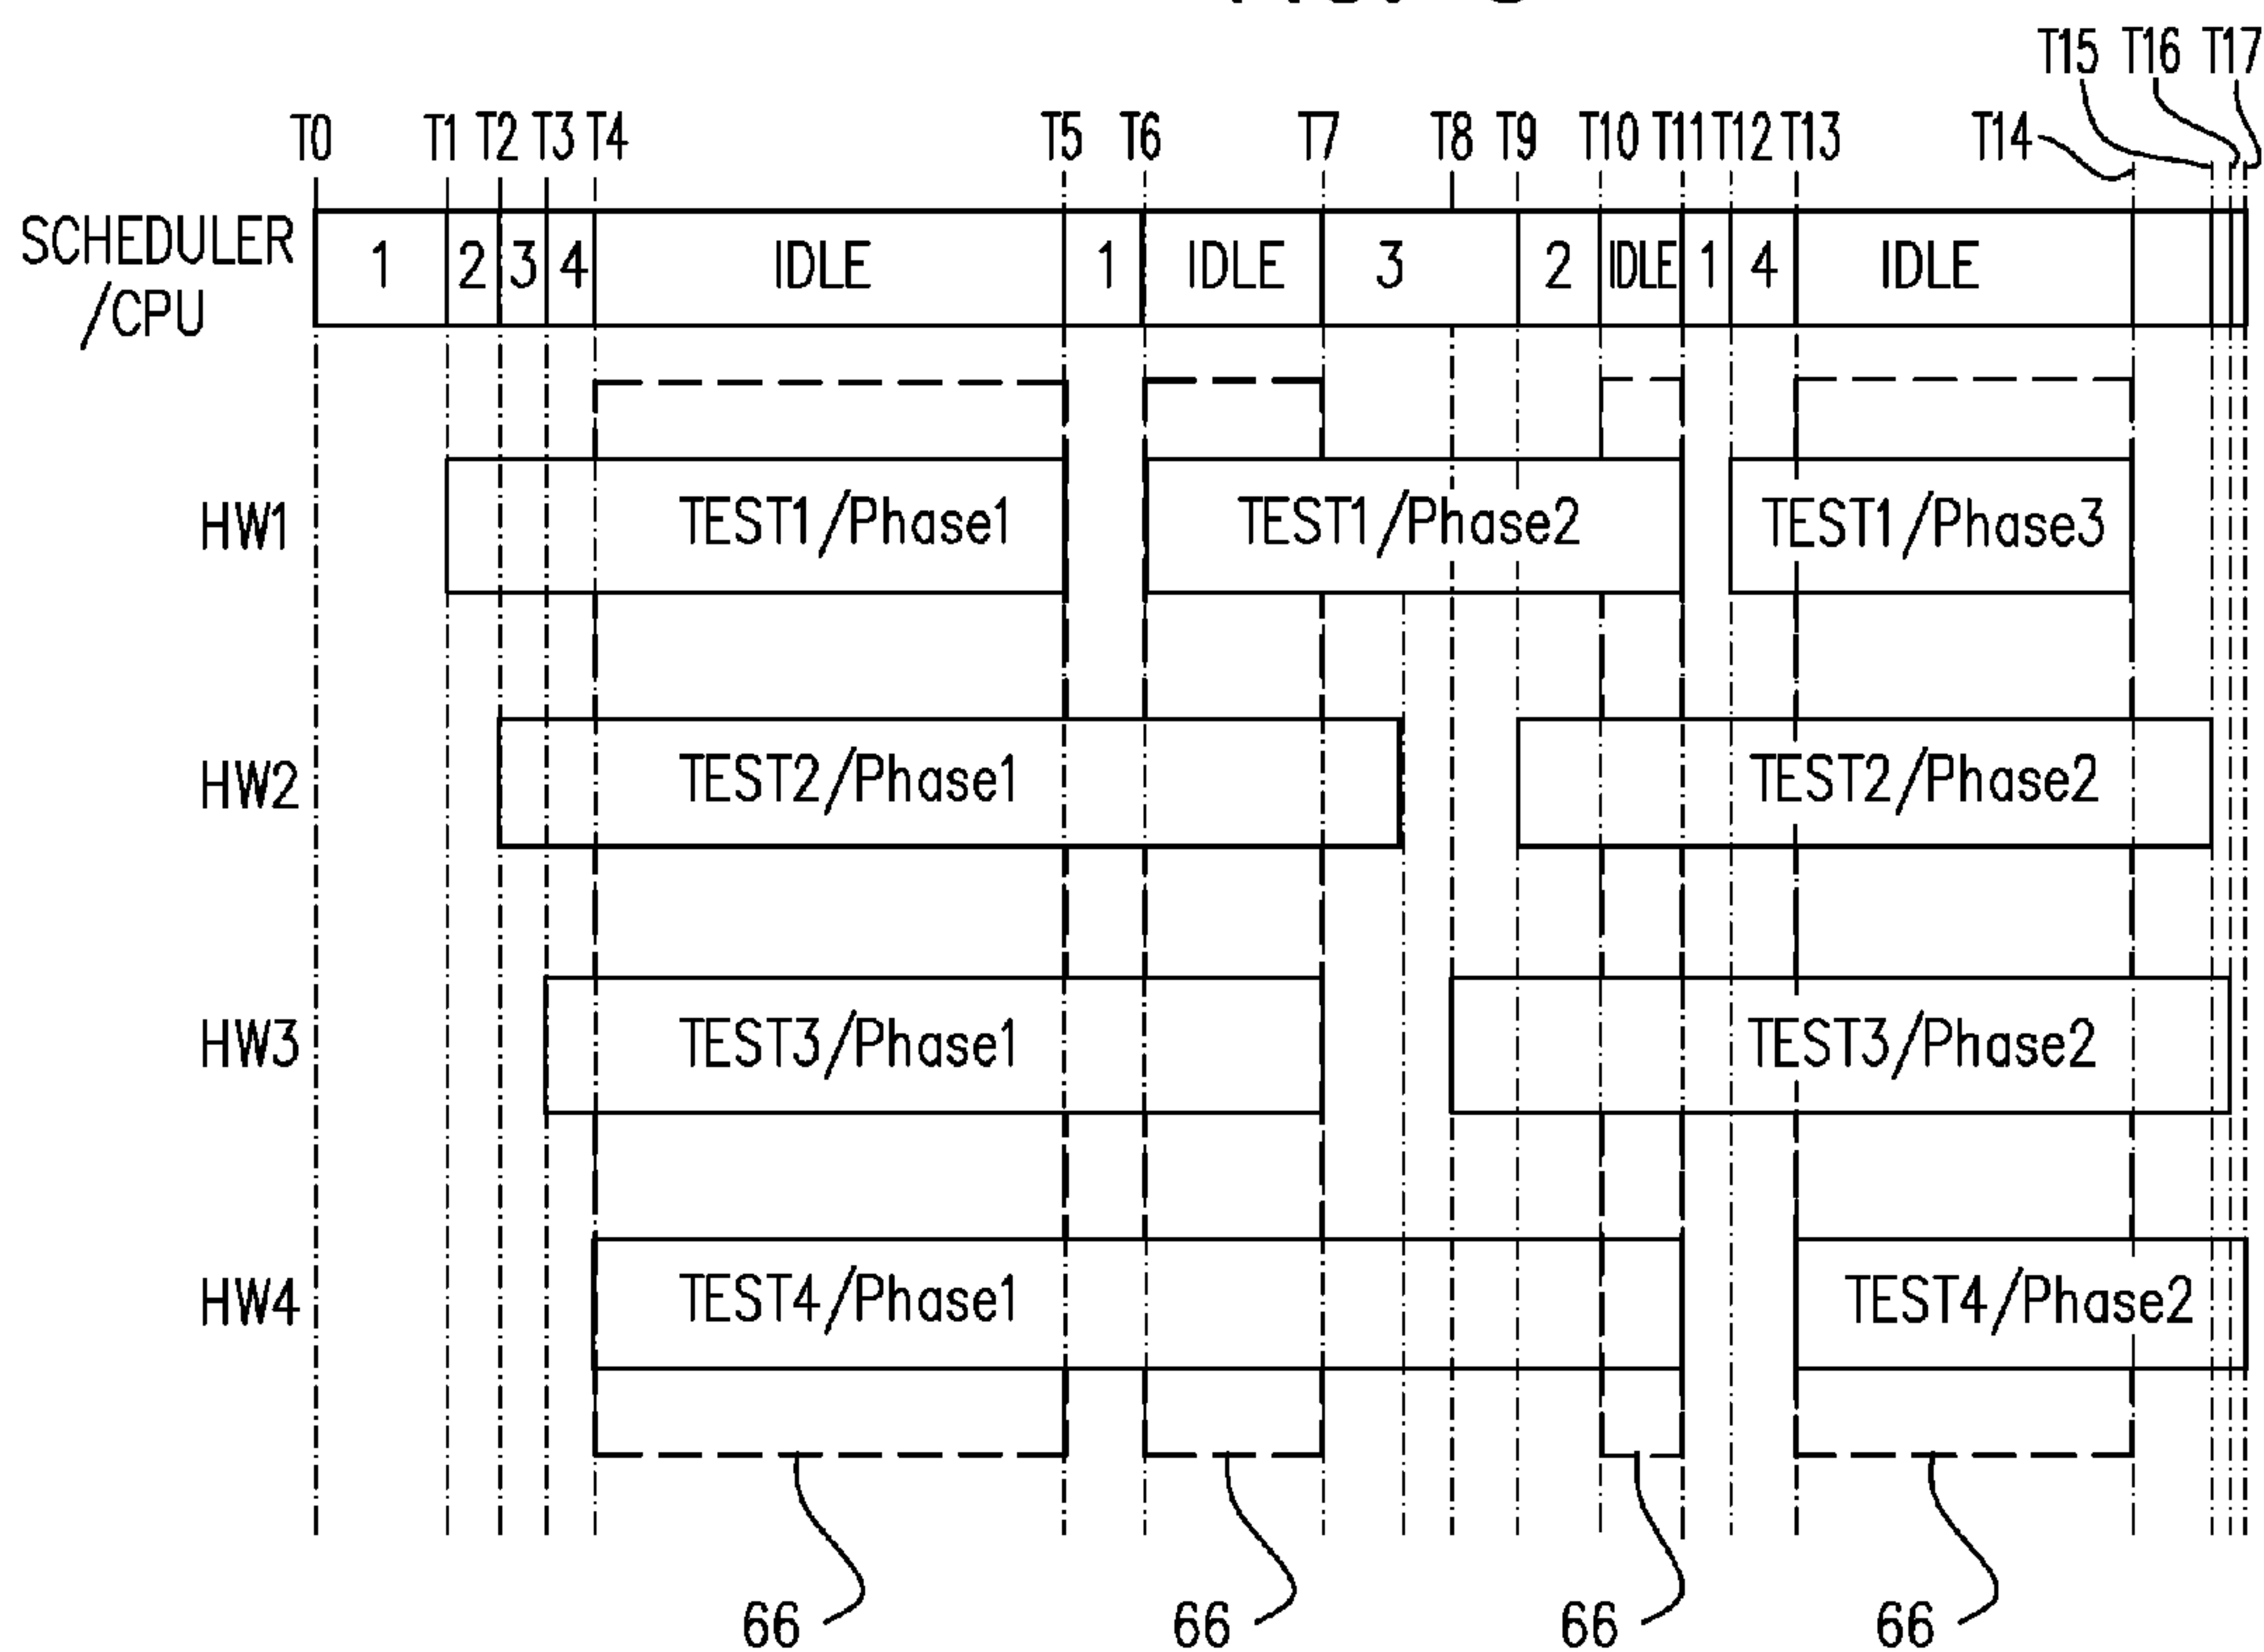 T15 T16 T17
T0 T1 T2 T3 T4 T5 T6 T7 T8 T9 T10 T11 T12 T13 T14
SCHEDULER
/CPU
1 2 3 4 IDLE 1 IDLE 3 2 IDLE 1 4 IDLE
HW1 TEST1/Phase1 TEST1/Phase2 TEST1/Phase3
HW2 TEST2/Phase1 TEST2/Phase2
HW3 TEST3/Phase1 TEST3/Phase2
HW4 TEST4/Phase1 TEST4/Phase2
66 66 66 66